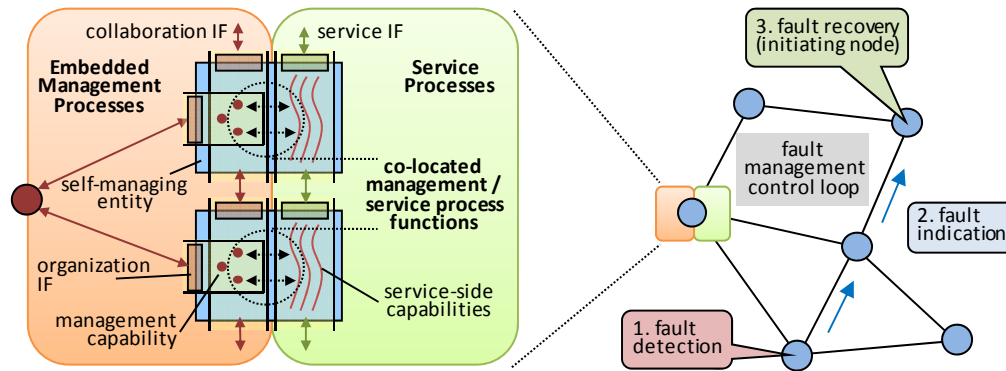 collaboration IF
service IF
Embedded
Management
Processes
Service
Processes
self-managing
entity
co-located
management /
service process
functions
organization
IF
management
capability
service-side
capabilities
3. fault recovery
(initiating node)
fault
management
control loop
2. fault
indication
1. fault
detection